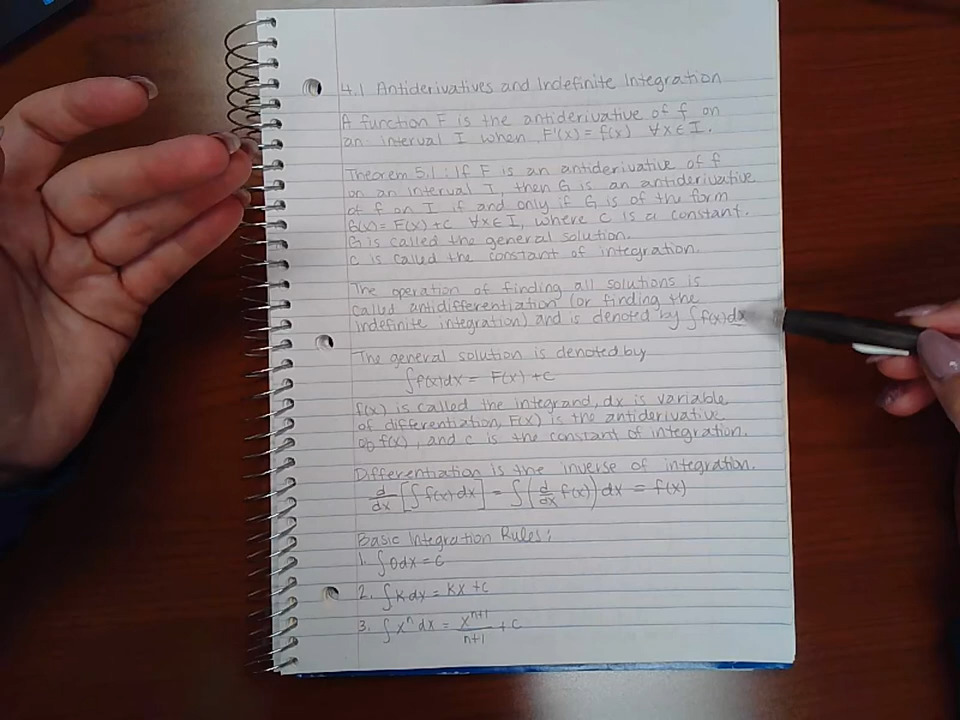 4.1 Antiderivatives and Indefinite Integration
A function F is the antiderivative of f on
an interval I when F'(x) = f(x) ∀x∈I.
Theorem 5.1: If F is an antiderivative of f
on an interval I, then G is an antiderivative
of f on I if and only if G is of the form
G(x) = F(x) + C ∀x∈I, where C is a constant.
G is called the general solution.
C is called the constant of integration.
The operation of finding all solutions is
called antidifferentiation (or finding the
indefinite integration) and is denoted by ∫f(x)dx
The general solution is denoted by
∫f(x)dx = F(x) + C
f(x) is called the integrand, dx is variable
of differentiation, F(x) is the antiderivative
of f(x), and C is the constant of integration.
Differentiation is the inverse of integration.
d/dx [∫f(x)dx] = ∫(d/dx f(x))dx = f(x)
Basic Integration Rules:
1. ∫0dx = C
2. ∫kdx = kx + C
3. ∫xⁿdx = xⁿ⁺¹/n+1 + C